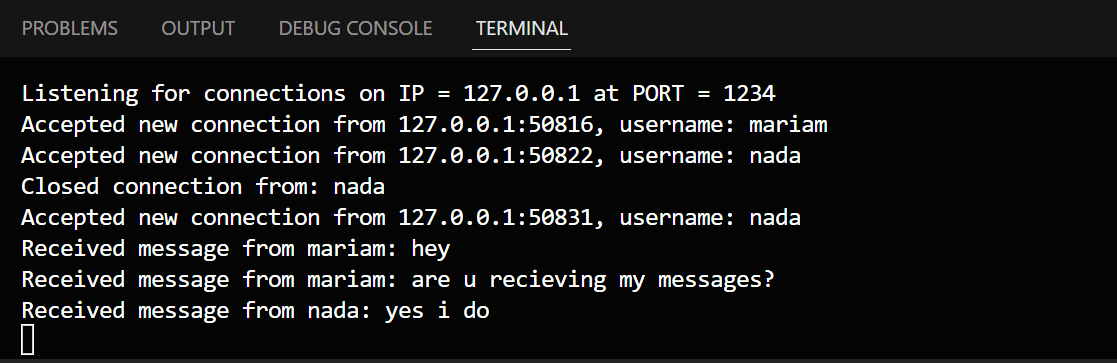 PROBLEMS OUTPUT DEBUG CONSOLE TERMINAL
Listening for connections on IP = 127.0.0.1 at PORT = 1234
Accepted new connection from 127.0.0.1:50816, username: mariam
Accepted new connection from 127.0.0.1:50822, username: nada
Closed connection from: nada
Accepted new connection from 127.0.0.1:50831, username: nada
Received message from mariam: hey
Received message from mariam: are u recieving my messages?
Received message from nada: yes i do